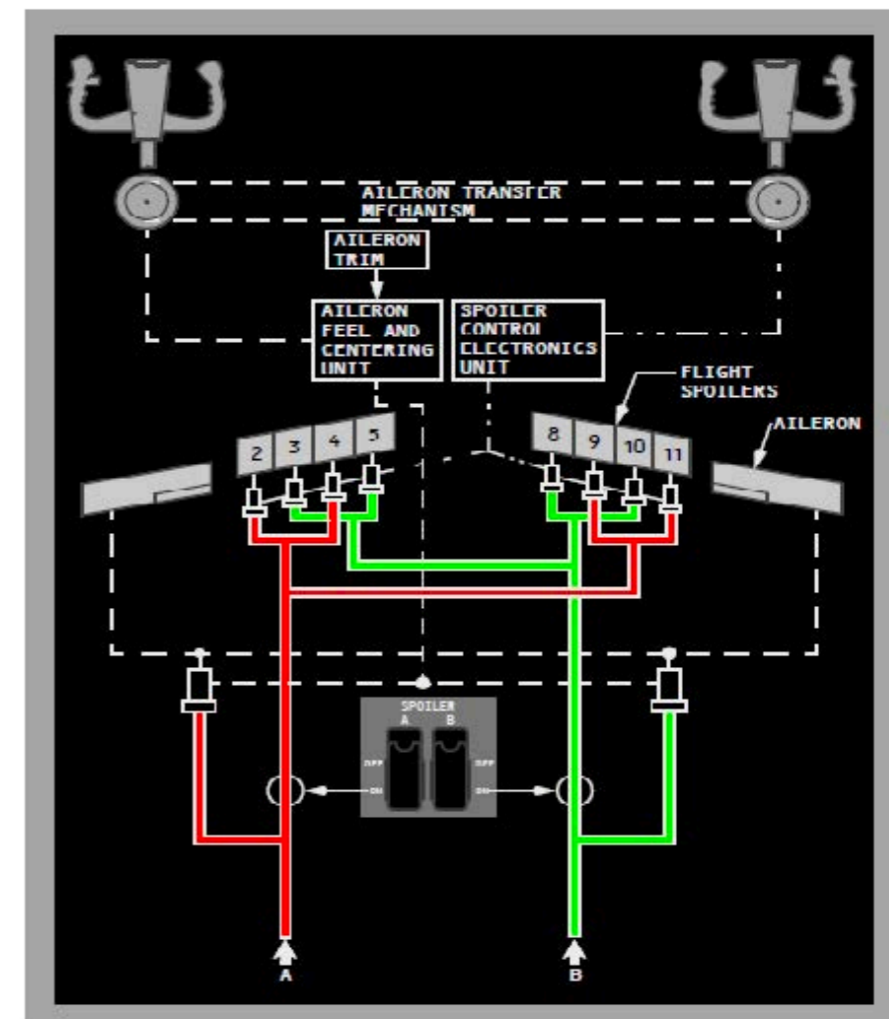 AILERON TRANSFER
MECHANISM
AILERON
TRIM
AILERON
FEEL AND
CENTERING
UNIT
SPOILER
CONTROL
ELECTRONICS
UNIT
FLIGHT
SPOILERS
AILERON
2
3
4
5
8
9
10
11
SPOILER
A B
OFF OFF
ON ON
A
B